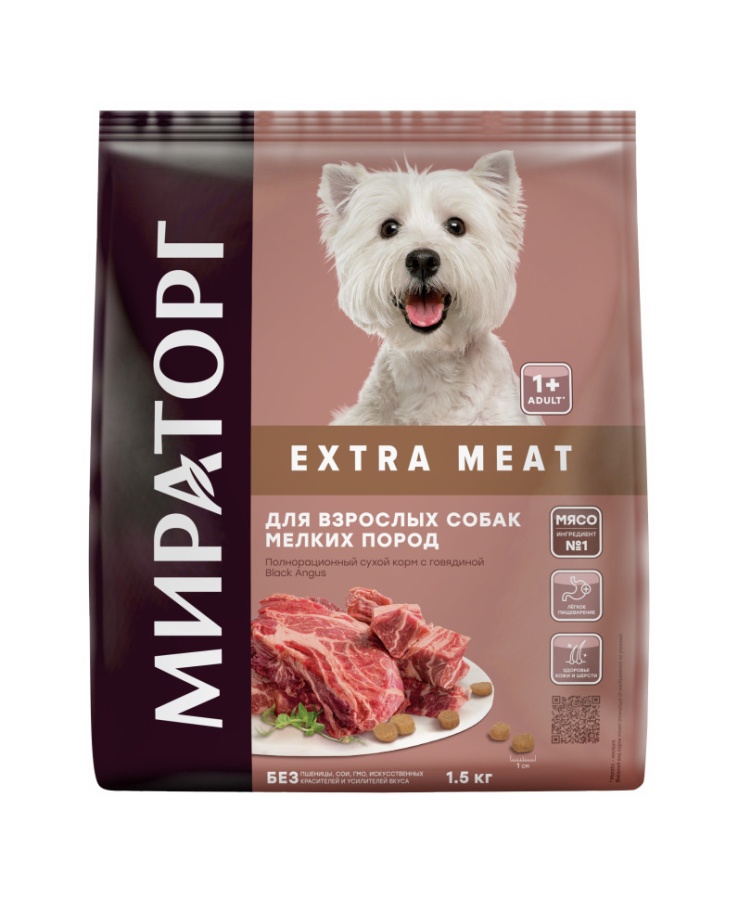 МИРАТОРГ
1+
ADULT*
EXTRA MEAT
ДЛЯ ВЗРОСЛЫХ СОБАК
МЕЛКИХ ПОРОД
Полнорационный сухой корм с говядиной
Black Angus
МЯСО
ИНГРЕДИЕНТ
№1
ЛЁГКОЕ
ПИЩЕВАРЕНИЕ
ЗДОРОВЬЕ
КОЖИ И ШЕРСТИ
1 см
БЕЗ ПШЕНИЦЫ, СОИ, ГМО, ИСКУССТВЕННЫХ
КРАСИТЕЛЕЙ И УСИЛИТЕЛЕЙ ВКУСА
1.5 кг